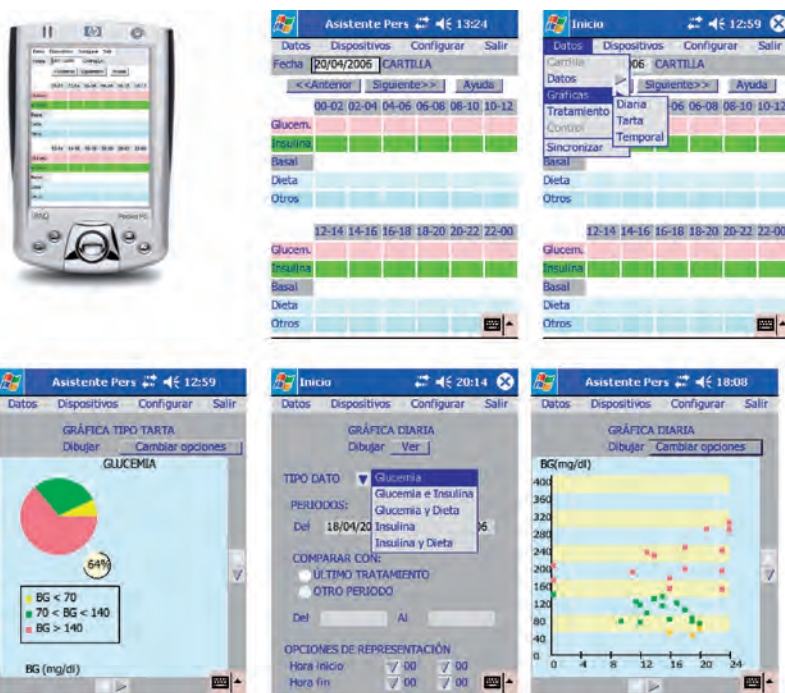 hp
Asistente Pers 13:24
Datos Dispositivos Configurar Salir
Fecha 20/04/2006 CARTILLA
<<Anterior Siguiente>> Ayuda
00-02 02-04 04-06 06-08 08-10 10-12
Glucem.
Insulina
Basal
Dieta
Otros
12-14 14-16 16-18 18-20 20-22 22-00
Glucem.
Insulina
Basal
Dieta
Otros
Inicio 12:59
Datos Dispositivos Configurar Salir
Cartilla 06 CARTILLA
Datos Siguiente>> Ayuda
Gráficas Diaria 06 06-08 08-10 10-12
Tratamiento Tarta
Control Temporal
Sincronizar
Basal
Dieta
Otros
12-14 14-16 16-18 18-20 20-22 22-00
Glucem.
Insulina
Basal
Dieta
Otros
Asistente Pers 12:59
Datos Dispositivos Configurar Salir
GRÁFICA TIPO TARTA
Dibujar Cambiar opciones
GLUCEMIA
64%
BG < 70
70 < BG < 140
BG > 140
BG (mg/dl)
Inicio 20:14
Datos Dispositivos Configurar Salir
GRÁFICA DIARIA
Dibujar Ver
TIPO DATO Glucemia
Glucemia e Insulina
PERIODOS: Glucemia y Dieta
Del 18/04/20 Insulina 06
Insulina y Dieta
COMPARAR CON:
ÚLTIMO TRATAMIENTO
OTRO PERIODO
Del Al
OPCIONES DE REPRESENTACIÓN
Hora inicio 00 00
Hora fin 00 00
Asistente Pers 18:08
Datos Dispositivos Configurar Salir
GRÁFICA DIARIA
Dibujar Cambiar opciones
BG(mg/dl)
400
360
320
280
240
200
160
120
80
40
0
0 4 8 12 16 20 24